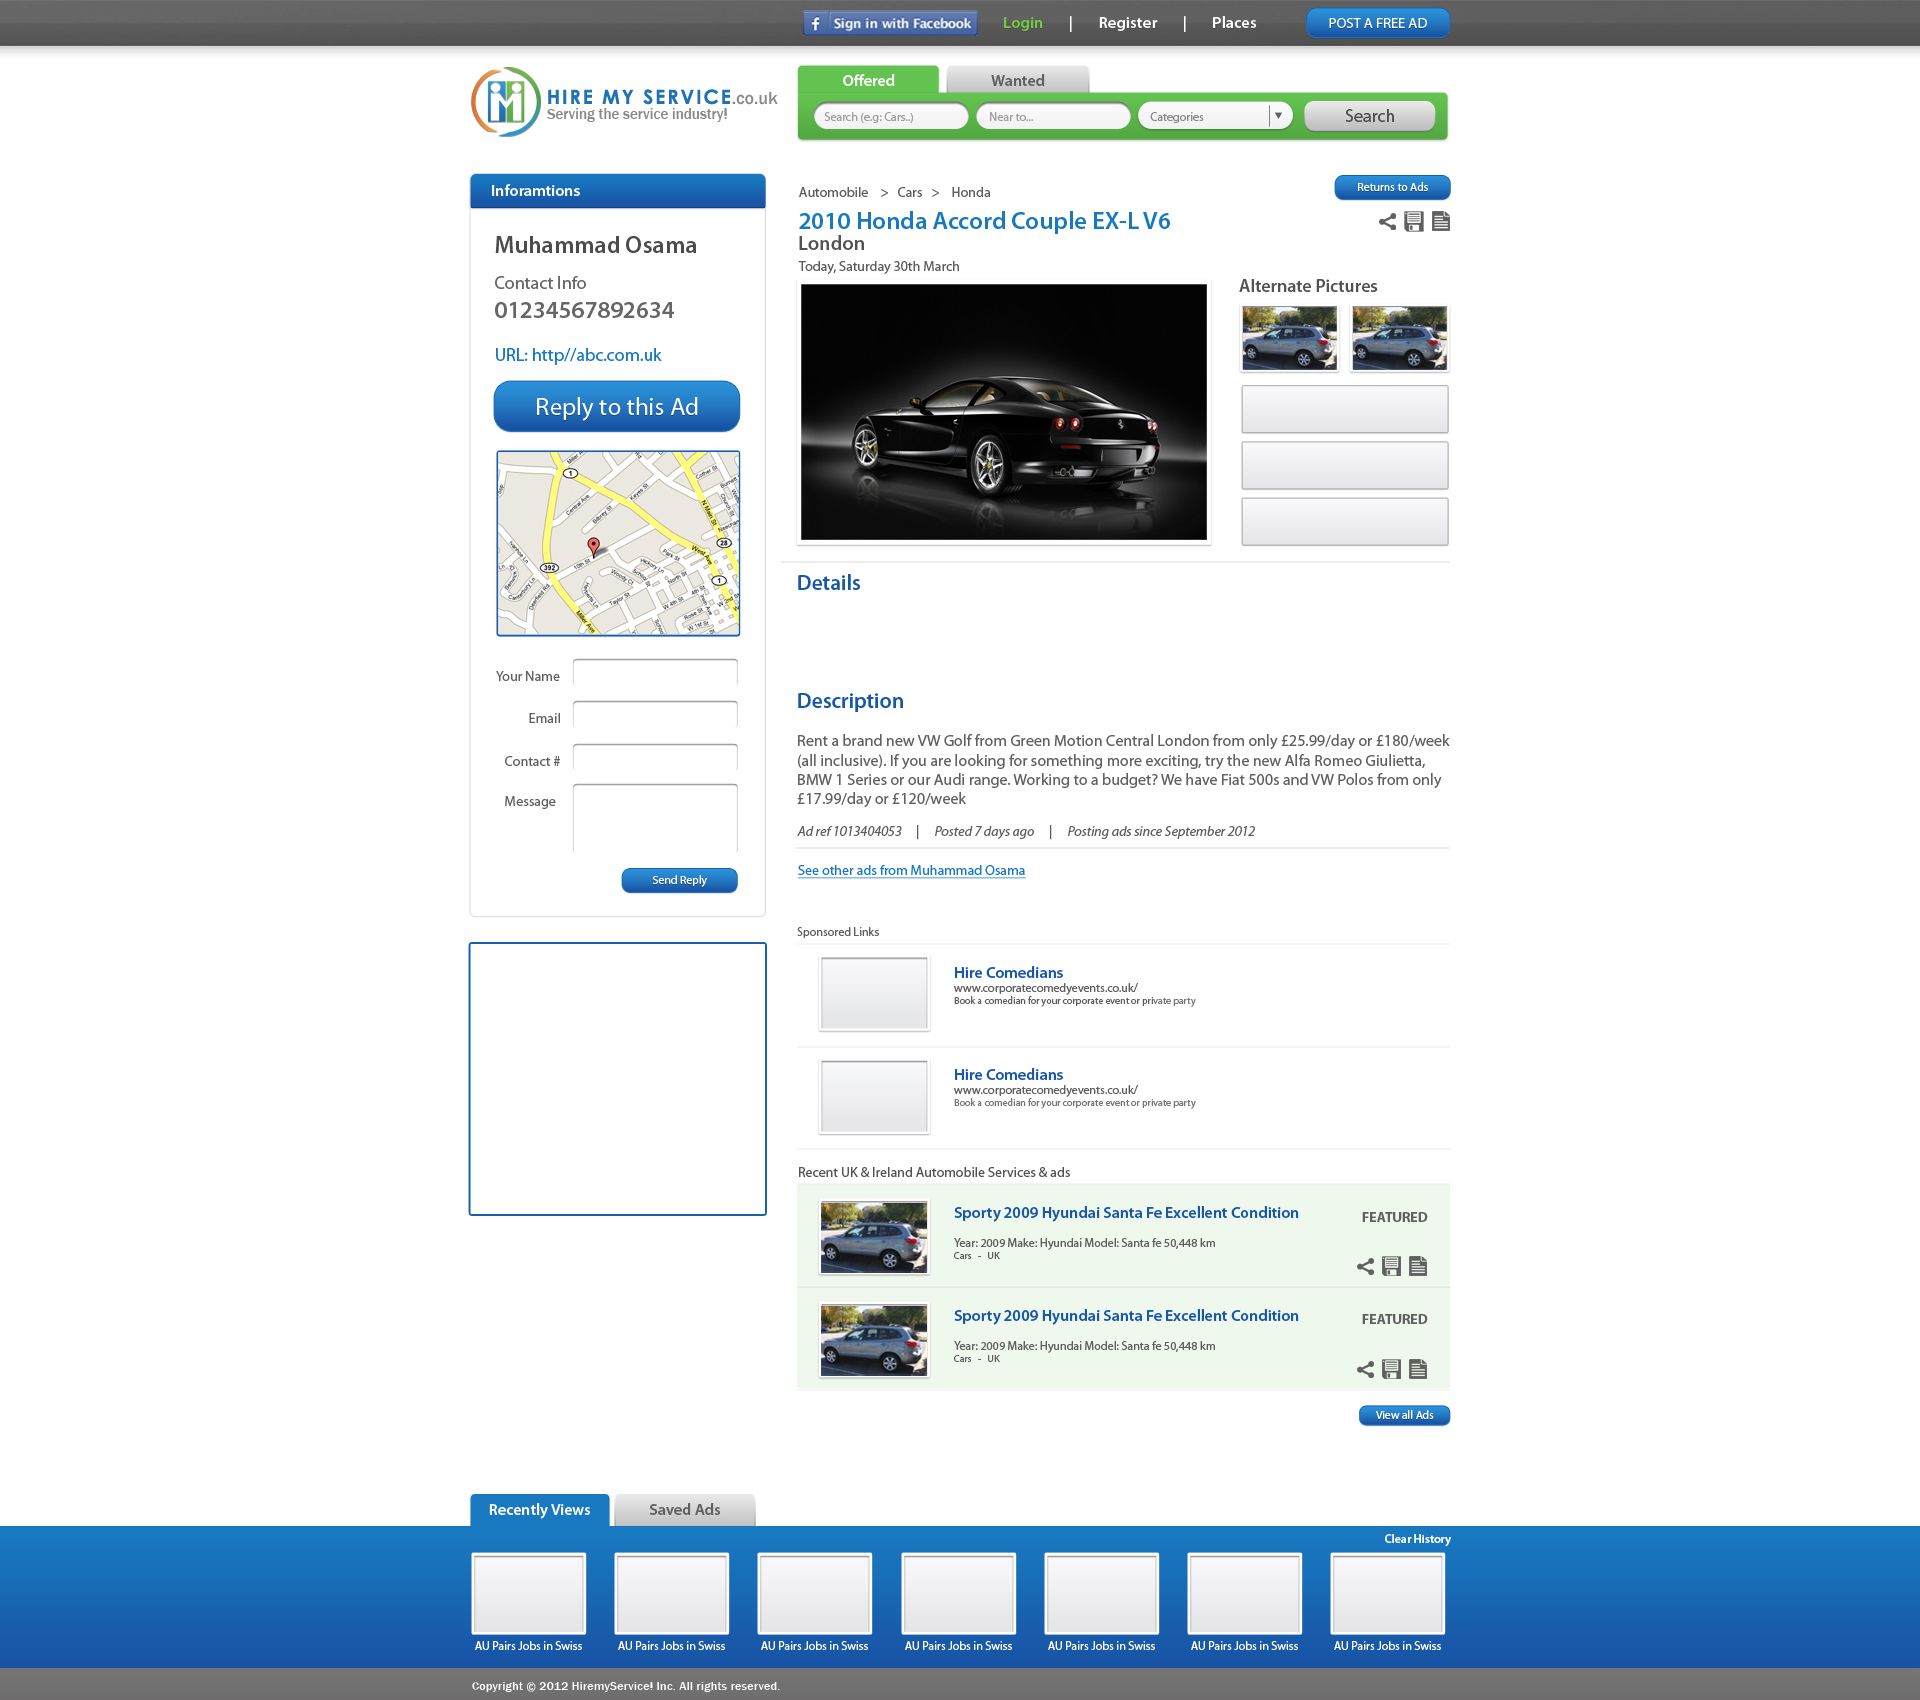 Sign in with Facebook
Login | Register | Places
POST A FREE AD
HIRE MY SERVICE.co.uk
Serving the service industry!
Offered
Wanted
Search (e.g: Cars..)
Near to...
Categories
Search
Inforamtions
Muhammad Osama
Contact Info
01234567892634
URL: http//abc.com.uk
Reply to this Ad
Your Name
Email
Contact #
Message
Send Reply
Automobile > Cars > Honda
Returns to Ads
2010 Honda Accord Couple EX-L V6
London
Today, Saturday 30th March
Alternate Pictures
Details
Description
Rent a brand new VW Golf from Green Motion Central London from only £25.99/day or £180/week
(all inclusive). If you are looking for something more exciting, try the new Alfa Romeo Giulietta,
BMW 1 Series or our Audi range. Working to a budget? We have Fiat 500s and VW Polos from only
£17.99/day or £120/week
Ad ref 1013404053 | Posted 7 days ago | Posting ads since September 2012
See other ads from Muhammad Osama
Sponsored Links
Hire Comedians
www.corporatecomedyevents.co.uk/
Book a comedian for your corporate event or private party
Hire Comedians
www.corporatecomedyevents.co.uk/
Book a comedian for your corporate event or private party
Recent UK & Ireland Automobile Services & ads
Sporty 2009 Hyundai Santa Fe Excellent Condition
FEATURED
Year: 2009 Make: Hyundai Model: Santa fe 50,448 km
Cars - UK
Sporty 2009 Hyundai Santa Fe Excellent Condition
FEATURED
Year: 2009 Make: Hyundai Model: Santa fe 50,448 km
Cars - UK
View all Ads
Recently Views
Saved Ads
Clear History
AU Pairs Jobs in Swiss
AU Pairs Jobs in Swiss
AU Pairs Jobs in Swiss
AU Pairs Jobs in Swiss
AU Pairs Jobs in Swiss
AU Pairs Jobs in Swiss
AU Pairs Jobs in Swiss
Copyright © 2012 HiremyService! Inc. All rights reserved.